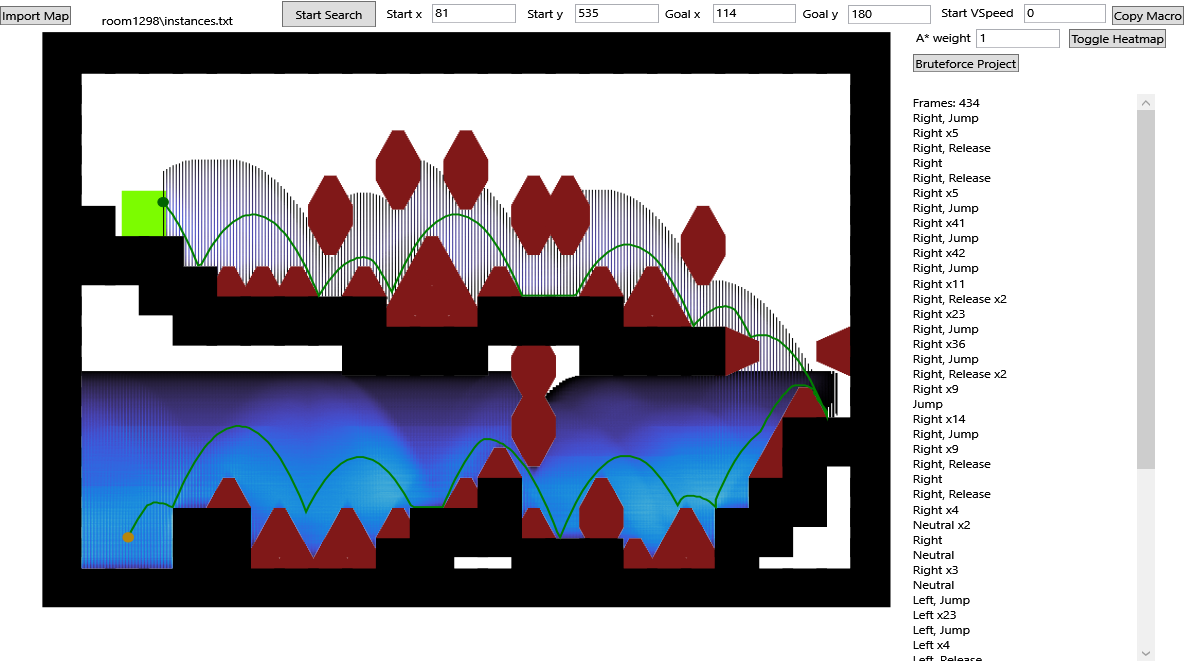 Import Map
room1298\instances.txt
Start Search
Start x 81
Start y 535
Goal x 114
Goal y 180
Start VSpeed 0
Copy Macro
A* weight 1
Toggle Heatmap
Bruteforce Project
Frames: 434
Right, Jump
Right x5
Right, Release
Right
Right, Release
Right x5
Right, Jump
Right x41
Right, Jump
Right x42
Right, Jump
Right x11
Right, Release x2
Right x23
Right, Jump
Right x36
Right, Jump
Right, Release x2
Right x9
Jump
Right x14
Right, Jump
Right x9
Right, Release
Right
Right, Release
Right x4
Neutral x2
Right
Neutral
Right x3
Neutral
Left, Jump
Left x23
Left, Jump
Left x4
Left, Release